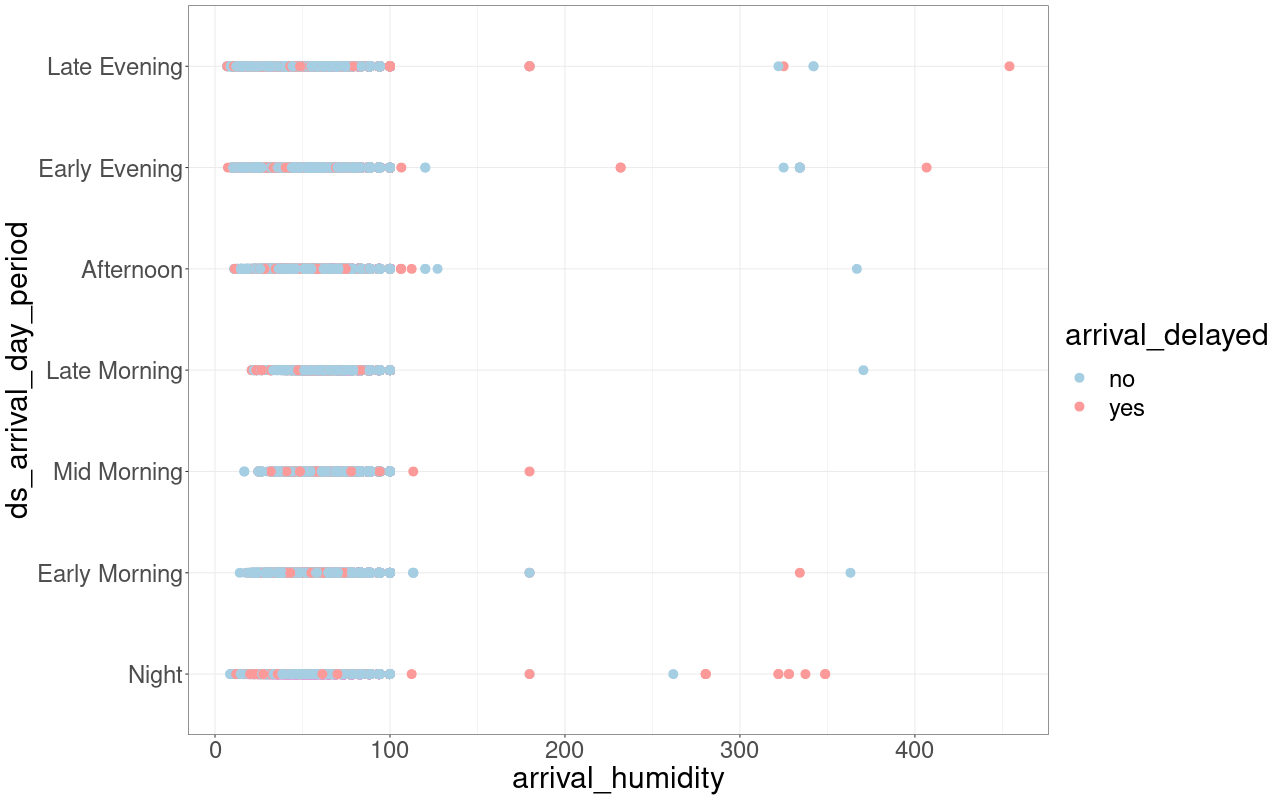 ds_arrival_day_period
Late Evening
Early Evening
Afternoon
Late Morning
Mid Morning
Early Morning
Night
0 100 200 300 400
arrival_humidity
arrival_delayed
no
yes